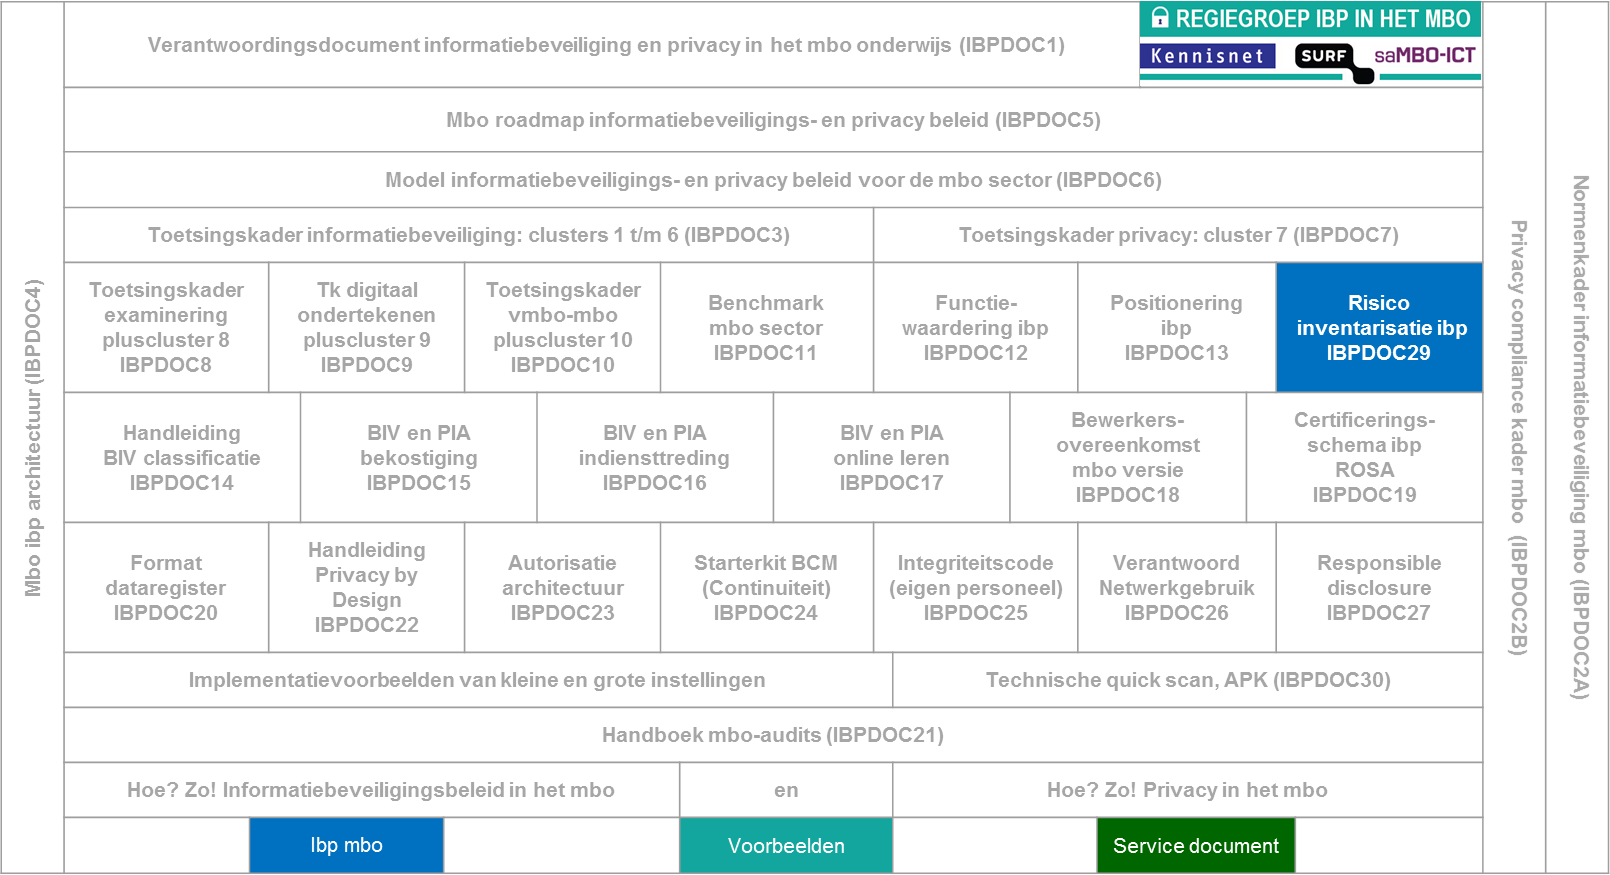 Verantwoordingsdocument informatiebeveiliging en privacy in het mbo onderwijs (IBPDOC1)
REGIEGROEP IBP IN HET MBO
Kennisnet
SURF
saMBO-ICT
Mbo roadmap informatiebeveiligings- en privacy beleid (IBPDOC5)
Model informatiebeveiligings- en privacy beleid voor de mbo sector (IBPDOC6)
Toetsingskader informatiebeveiliging: clusters 1 t/m 6 (IBPDOC3)
Toetsingskader privacy: cluster 7 (IBPDOC7)
Mbo ibp architectuur (IBPDOC4)
Toetsingskader
examinering
pluscluster 8
IBPDOC8
Tk digitaal
ondertekenen
pluscluster 9
IBPDOC9
Toetsingskader
vmbo-mbo
pluscluster 10
IBPDOC10
Benchmark
mbo sector
IBPDOC11
Functie-
waardering ibp
IBPDOC12
Positionering
ibp
IBPDOC13
Risico
inventarisatie ibp
IBPDOC29
Handleiding
BIV classificatie
IBPDOC14
BIV en PIA
bekostiging
IBPDOC15
BIV en PIA
indiensttreding
IBPDOC16
BIV en PIA
online leren
IBPDOC17
Bewerkers-
overeenkomst
mbo versie
IBPDOC18
Certificerings-
schema ibp
ROSA
IBPDOC19
Format
dataregister
IBPDOC20
Handleiding
Privacy by
Design
IBPDOC22
Autorisatie
architectuur
IBPDOC23
Starterkit BCM
(Continuiteit)
IBPDOC24
Integriteitscode
(eigen personeel)
IBPDOC25
Verantwoord
Netwerkgebruik
IBPDOC26
Responsible
disclosure
IBPDOC27
Privacy compliance kader mbo (IBPDOC2B)
Normenkader informatiebeveiliging mbo (IBPDOC2A)
Implementatievoorbeelden van kleine en grote instellingen
Technische quick scan, APK (IBPDOC30)
Handboek mbo-audits (IBPDOC21)
Hoe? Zo! Informatiebeveiligingsbeleid in het mbo
en
Hoe? Zo! Privacy in het mbo
Ibp mbo
Voorbeelden
Service document